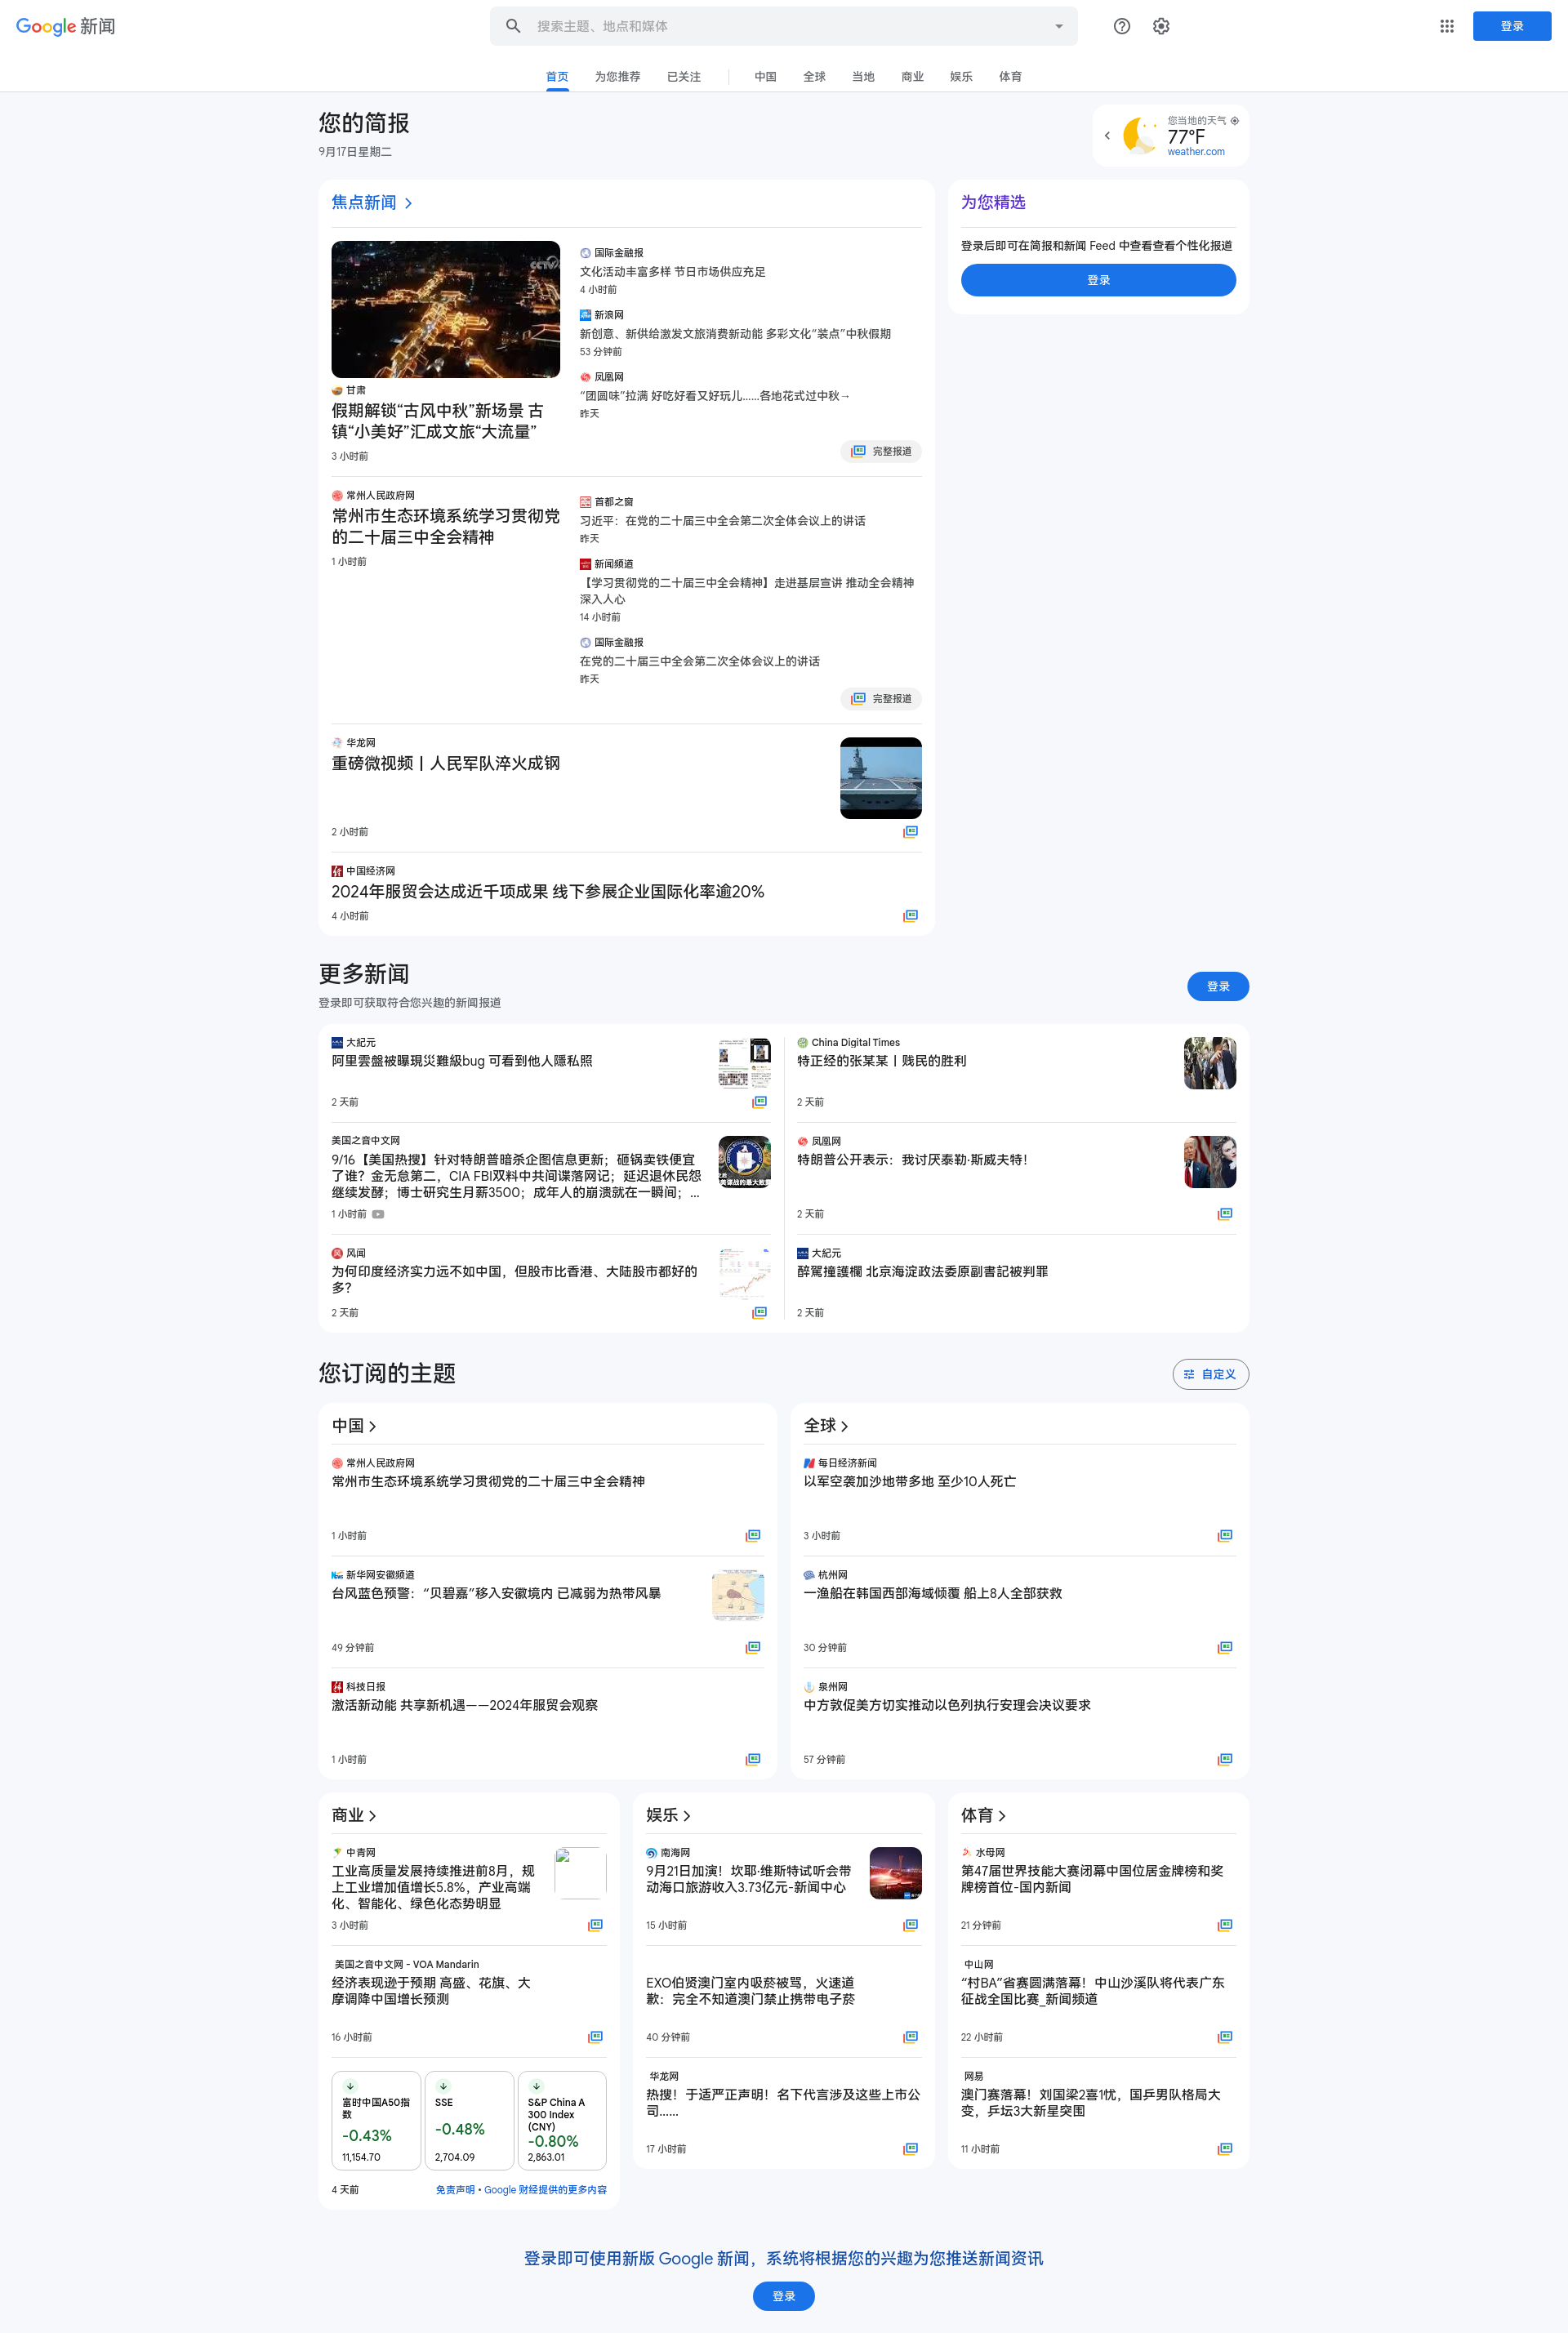 Google 新闻
搜索主题、地点和媒体
登录
首页
为您推荐
已关注
中国
全球
当地
商业
娱乐
体育
您的简报
9月17日星期二
您当地的天气
77°F
weather.com
焦点新闻
CCTV
甘肃
假期解锁“古风中秋”新场景 古
镇“小美好”汇成文旅“大流量”
3 小时前
国际金融报
文化活动丰富多样 节日市场供应充足
4 小时前
新浪网
新创意、新供给激发文旅消费新动能 多彩文化“装点”中秋假期
53 分钟前
凤凰网
“团圆味”拉满 好吃好看又好玩儿……各地花式过中秋→
昨天
完整报道
常州人民政府网
常州市生态环境系统学习贯彻党
的二十届三中全会精神
1 小时前
首都之窗
习近平：在党的二十届三中全会第二次全体会议上的讲话
昨天
新闻频道
【学习贯彻党的二十届三中全会精神】走进基层宣讲 推动全会精神
深入人心
14 小时前
国际金融报
在党的二十届三中全会第二次全体会议上的讲话
昨天
完整报道
华龙网
重磅微视频丨人民军队淬火成钢
2 小时前
中国经济网
2024年服贸会达成近千项成果 线下参展企业国际化率逾20%
4 小时前
为您精选
登录后即可在简报和新闻 Feed 中查看查看个性化报道
登录
更多新闻
登录即可获取符合您兴趣的新闻报道
登录
大紀元
阿里雲盤被曝現災難級bug 可看到他人隱私照
2 天前
美国之音中文网
9/16【美国热搜】针对特朗普暗杀企图信息更新；砸锅卖铁便宜
了谁？金无怠第二，CIA FBI双料中共间谍落网记；延迟退休民怨
继续发酵；博士研究生月薪3500；成年人的崩溃就在一瞬间；...
1 小时前
风闻
为何印度经济实力远不如中国，但股市比香港、大陆股市都好的
多？
2 天前
China Digital Times
特正经的张某某丨贱民的胜利
2 天前
凤凰网
特朗普公开表示：我讨厌泰勒·斯威夫特！
2 天前
大紀元
醉駕撞護欄 北京海淀政法委原副書記被判罪
2 天前
您订阅的主题
自定义
中国
常州人民政府网
常州市生态环境系统学习贯彻党的二十届三中全会精神
1 小时前
新华网安徽频道
台风蓝色预警：“贝碧嘉”移入安徽境内 已减弱为热带风暴
49 分钟前
科技日报
激活新动能 共享新机遇——2024年服贸会观察
1 小时前
全球
每日经济新闻
以军空袭加沙地带多地 至少10人死亡
3 小时前
杭州网
一渔船在韩国西部海域倾覆 船上8人全部获救
30 分钟前
泉州网
中方敦促美方切实推动以色列执行安理会决议要求
57 分钟前
商业
中青网
工业高质量发展持续推进前8月，规
上工业增加值增长5.8%，产业高端
化、智能化、绿色化态势明显
3 小时前
美国之音中文网 - VOA Mandarin
经济表现逊于预期 高盛、花旗、大
摩调降中国增长预测
16 小时前
富时中国A50指
数
-0.43%
11,154.70
SSE
-0.48%
2,704.09
S&P China A
300 Index
(CNY)
-0.80%
2,863.01
4 天前
免责声明 • Google 财经提供的更多内容
娱乐
南海网
9月21日加演！坎耶·维斯特试听会带
动海口旅游收入3.73亿元-新闻中心
15 小时前
EXO伯贤澳门室内吸菸被骂，火速道
歉：完全不知道澳门禁止携带电子菸
40 分钟前
华龙网
热搜！于适严正声明！名下代言涉及这些上市公
司……
17 小时前
体育
水母网
第47届世界技能大赛闭幕中国位居金牌榜和奖
牌榜首位-国内新闻
21 分钟前
中山网
“村BA”省赛圆满落幕！中山沙溪队将代表广东
征战全国比赛_新闻频道
22 小时前
网易
澳门赛落幕！刘国梁2喜1忧，国乒男队格局大
变，乒坛3大新星突围
11 小时前
登录即可使用新版 Google 新闻，系统将根据您的兴趣为您推送新闻资讯
登录